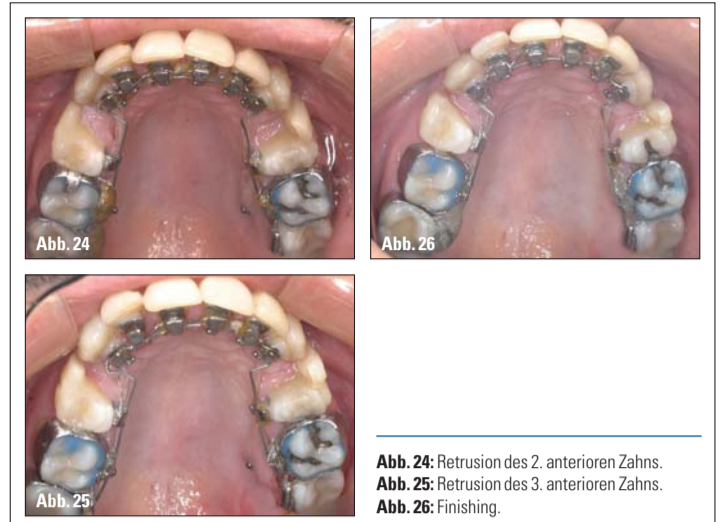 Abb. 24
Abb. 26
Abb. 25
Abb. 24: Retrusion des 2. anterioren Zahns.
Abb. 25: Retrusion des 3. anterioren Zahns.
Abb. 26: Finishing.